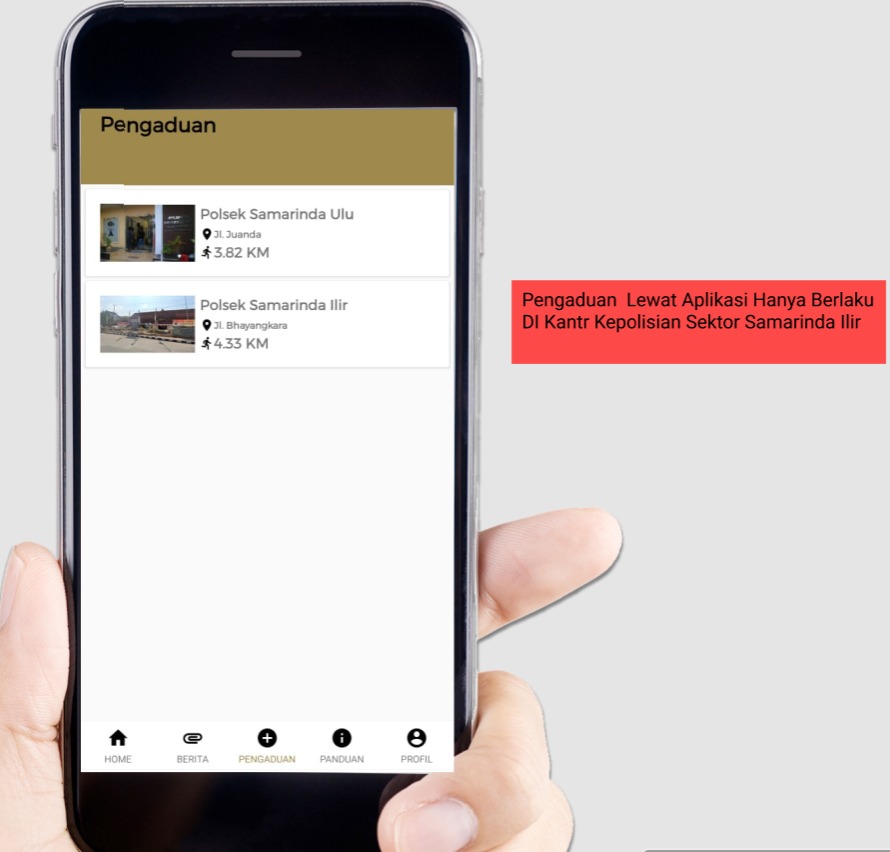 Pengaduan
Polsek Samarinda Ulu
Jl. Juanda
3.82 KM
Polsek Samarinda Ilir
Jl. Bhayangkara
4.33 KM
HOME
BERITA
PENGADUAN
PANDUAN
PROFIL
Pengaduan Lewat Aplikasi Hanya Berlaku
DI Kantr Kepolisian Sektor Samarinda Ilir